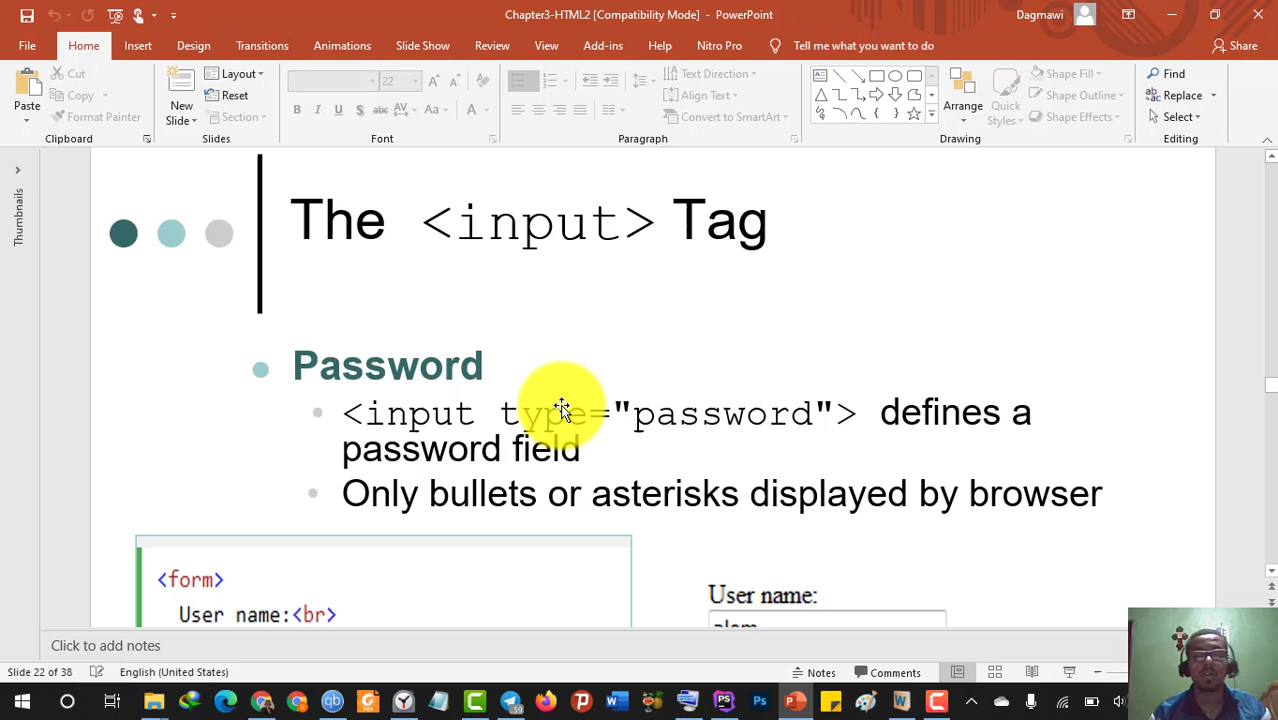 Chapter3-HTML2 [Compatibility Mode] - PowerPoint
Dagmawi
File Home Insert Design Transitions Animations Slide Show Review View Add-ins Help Nitro Pro Tell me what you want to do Share
Paste
Cut
Copy
Format Painter
Clipboard
New Slide
Layout
Reset
Section
Slides
22
Font
Text Direction
Align Text
Convert to SmartArt
Paragraph
Arrange
Quick Styles
Shape Fill
Shape Outline
Shape Effects
Drawing
Find
Replace
Select
Editing
Thumbnails
The <input> Tag
Password
<input type="password"> defines a
password field
Only bullets or asterisks displayed by browser
<form>
User name:<br>
User name:
Click to add notes
Slide 22 of 38 English (United States) Notes Comments
59